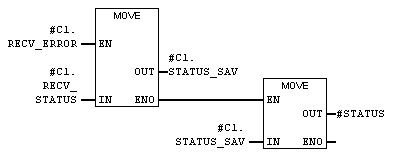 MOVE
#C1.
RECV_ERROR EN
#C1.
OUT STATUS_SAV
#C1.
RECV_
STATUS IN ENO
MOVE
EN
OUT #STATUS
#C1.
STATUS_SAV IN ENO